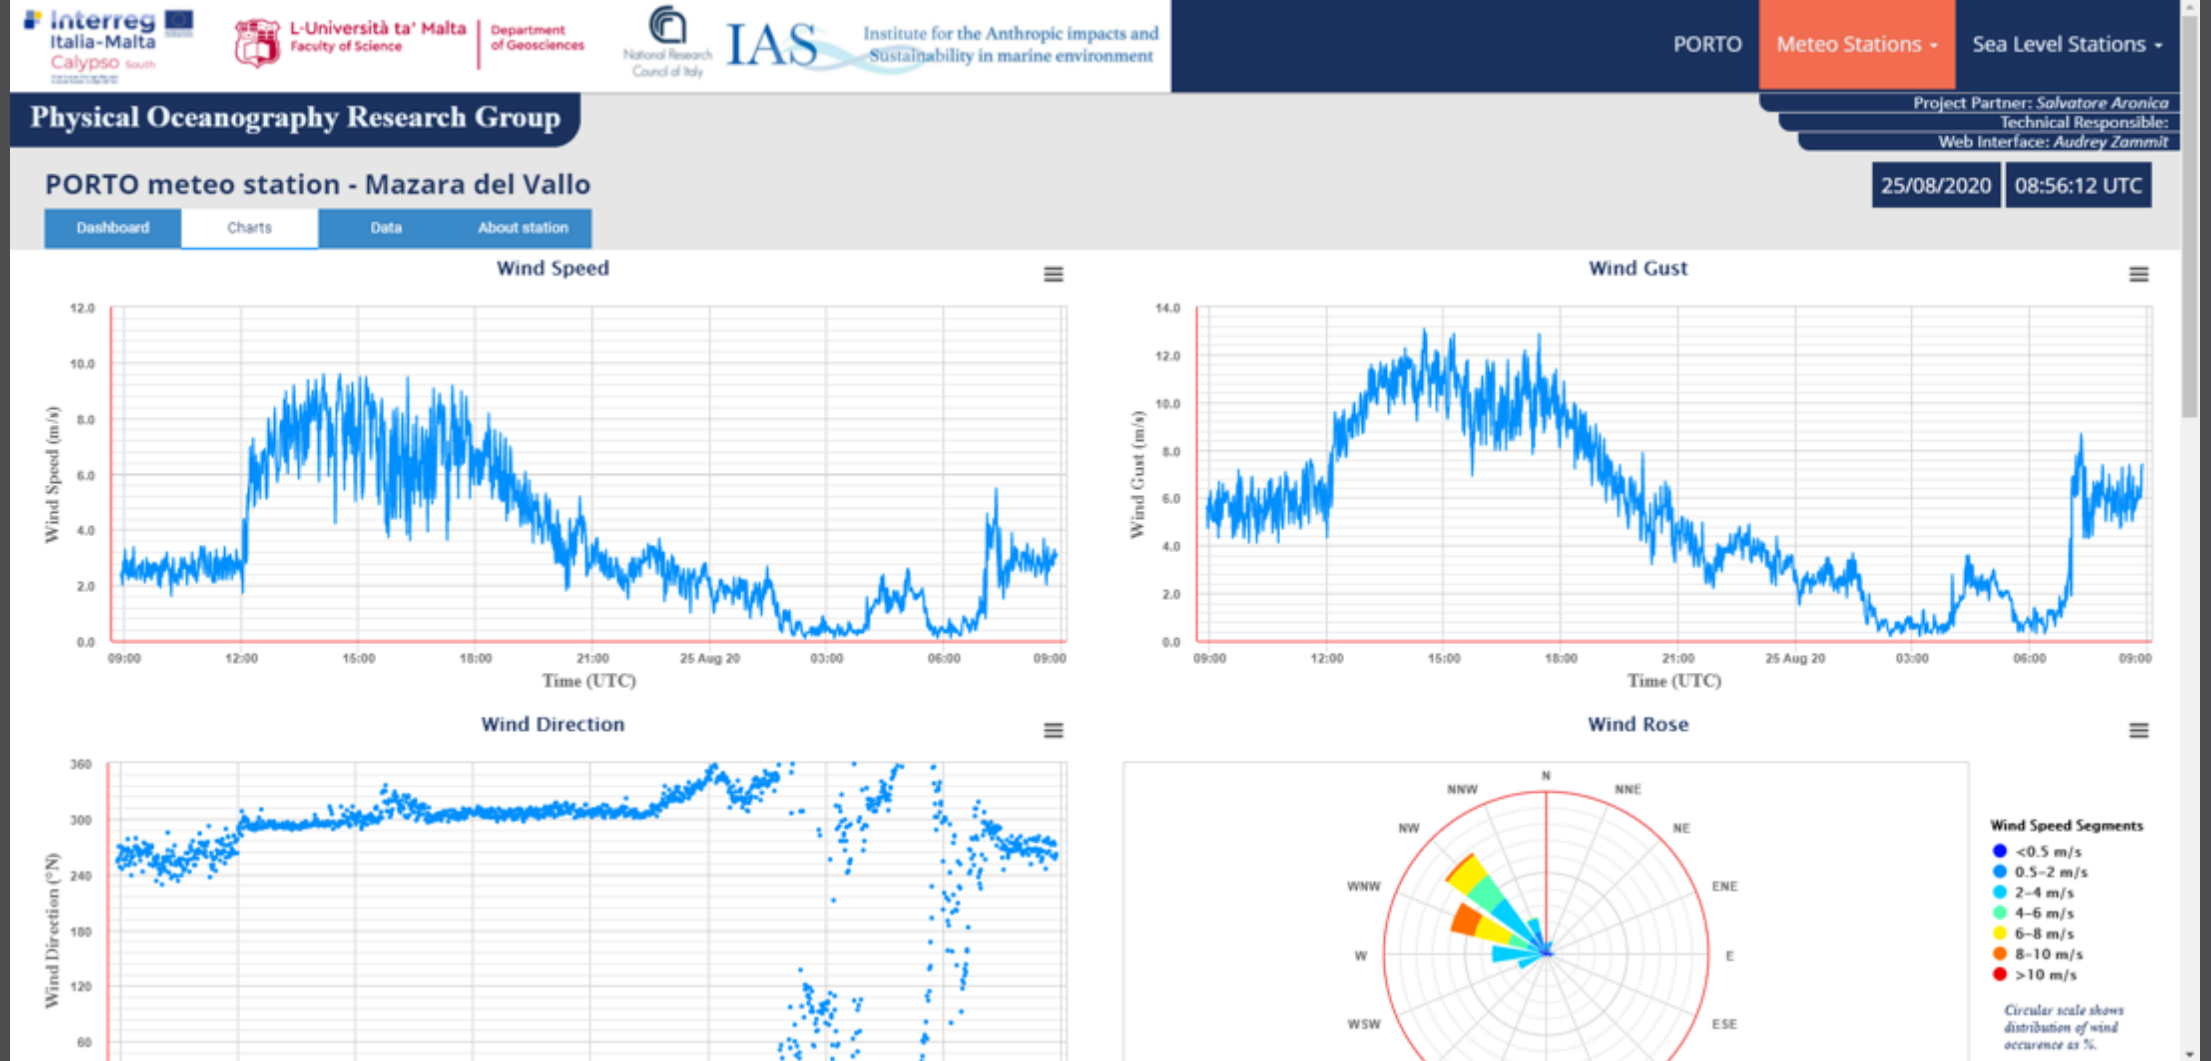 Interreg
Italia-Malta
Calypso South
L-Università ta' Malta
Faculty of Science
Department
of Geosciences
National Research
Council of Italy
IAS
Institute for the Anthropic impacts and
Sustainability in marine environment
PORTO
Meteo Stations
Sea Level Stations
Physical Oceanography Research Group
Project Partner: Salvatore Aronica
Technical Responsible:
Web Interface: Audrey Zammit
PORTO meteo station - Mazara del Vallo
25/08/2020
08:56:12 UTC
Dashboard
Charts
Data
About station
Wind Speed
12.0
10.0
8.0
6.0
4.0
2.0
0.0
Wind Speed (m/s)
09:00
12:00
15:00
18:00
21:00
25 Aug 20
03:00
06:00
09:00
Time (UTC)
Wind Gust
14.0
12.0
10.0
8.0
6.0
4.0
2.0
0.0
Wind Gust (m/s)
09:00
12:00
15:00
18:00
21:00
25 Aug 20
03:00
06:00
09:00
Time (UTC)
Wind Direction
360
300
240
180
120
60
Wind Direction (°N)
Wind Rose
N
NNW
NNE
NW
NE
WNW
ENE
W
E
WSW
ESE
Wind Speed Segments
<0.5 m/s
0.5-2 m/s
2-4 m/s
4-6 m/s
6-8 m/s
8-10 m/s
>10 m/s
Circular scale shows
distribution of wind
occurence as %.